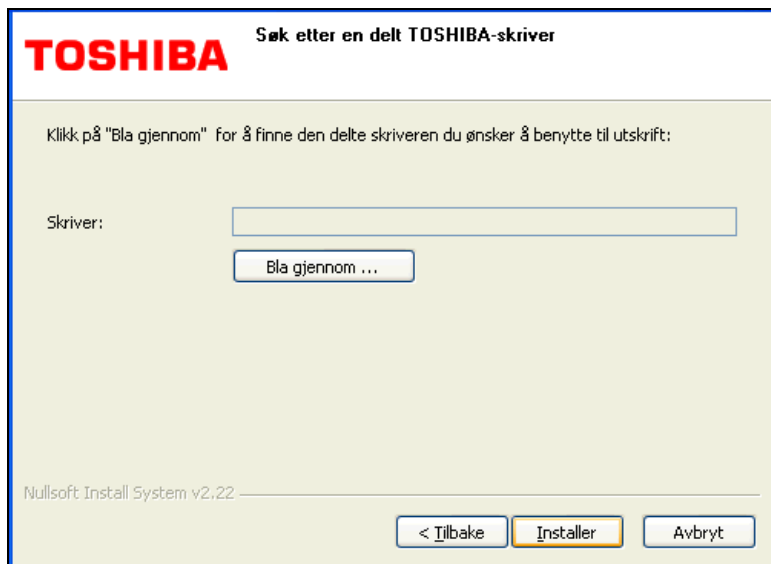 TOSHIBA
Søk etter en delt TOSHIBA-skriver
Klikk på "Bla gjennom" for å finne den delte skriveren du ønsker å benytte til utskrift:
Skriver:
Bla gjennom ...
Nullsoft Install System v2.22
< Tilbake
Installer
Avbryt